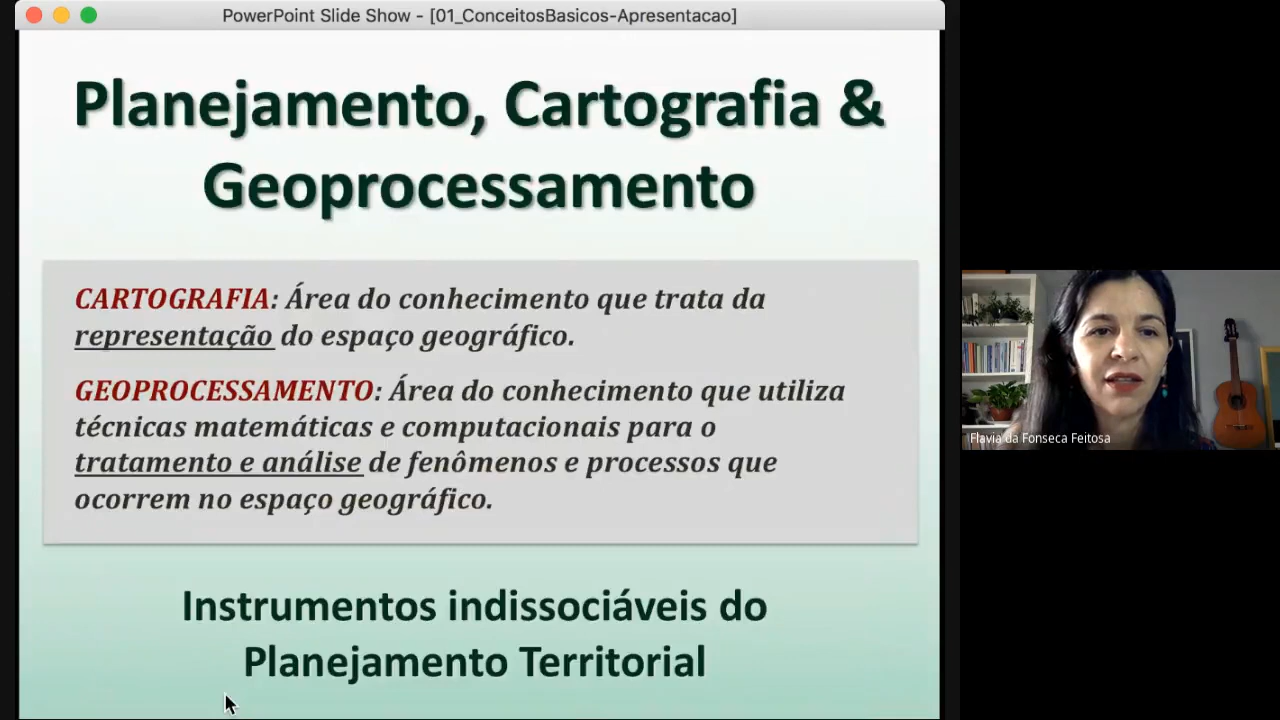 PowerPoint Slide Show - [01_ConceitosBasicos-Apresentacao]
Planejamento, Cartografia &
Geoprocessamento
CARTOGRAFIA: Área do conhecimento que trata da
representação do espaço geográfico.
GEOPROCESSAMENTO: Área do conhecimento que utiliza
técnicas matemáticas e computacionais para o
tratamento e análise de fenômenos e processos que
ocorrem no espaço geográfico.
Instrumentos indissociáveis do
Planejamento Territorial
Flavia da Fonseca Feitosa